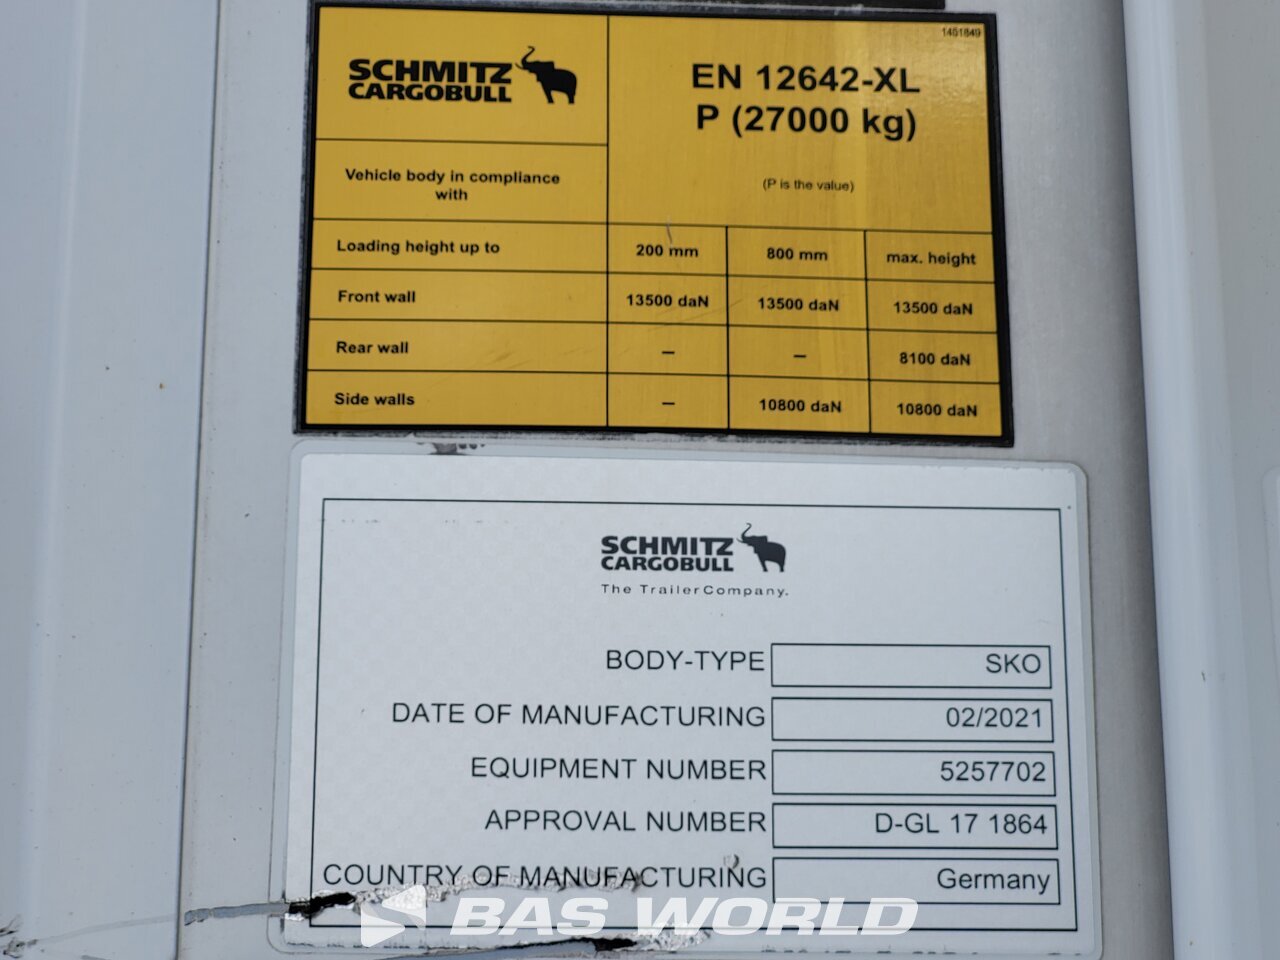 1451849
SCHMITZ
CARGOBULL
EN 12642-XL
P (27000 kg)
Vehicle body in compliance
with
(P is the value)
Loading height up to 200 mm 800 mm max. height
Front wall 13500 daN 13500 daN 13500 daN
Rear wall – – 8100 daN
Side walls – 10800 daN 10800 daN
SCHMITZ
CARGOBULL
The TrailerCompany.
BODY-TYPE SKO
DATE OF MANUFACTURING 02/2021
EQUIPMENT NUMBER 5257702
APPROVAL NUMBER D-GL 17 1864
COUNTRY OF MANUFACTURING Germany
BAS WORLD